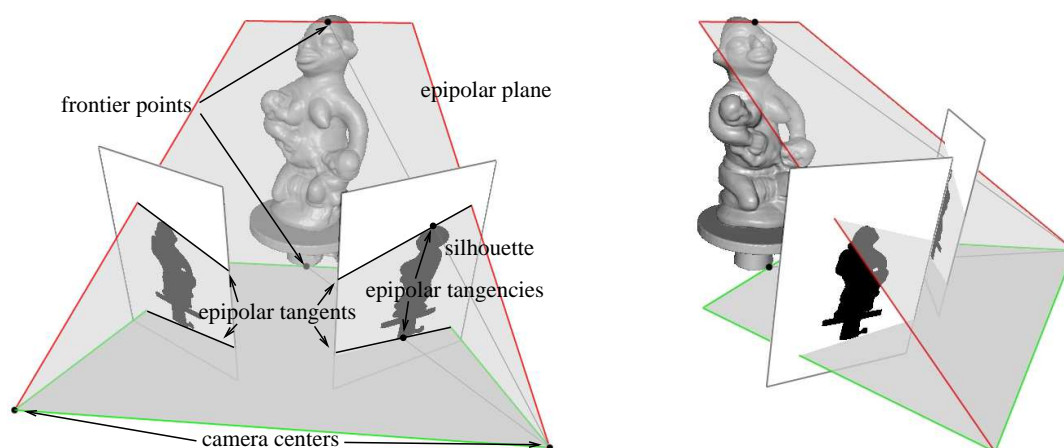 frontier points
epipolar plane
silhouette
epipolar tangents
epipolar tangencies
camera centers